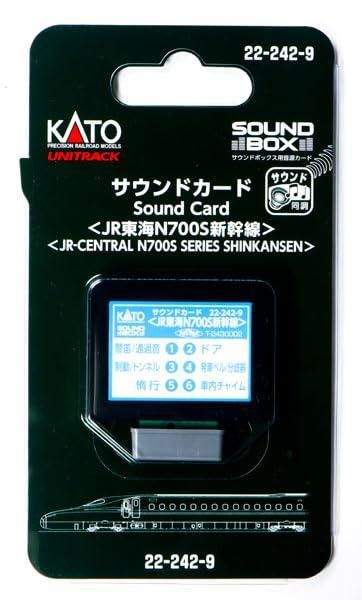 22-242-9
KATO
PRECISION RAILROAD MODELS
UNITRACK
SOUND
BOX
サウンドボックス用音源カード
サウンド
同調
サウンドカード
Sound Card
<JR東海N700S新幹線>
<JR-CENTRAL N700S SERIES SHINKANSEN>
KATO サウンドカード 22-242-9
<JR東海N700S新幹線>
SOUND BOX T-2430002
警笛/通過音 1 2 ドア
制動/トンネル 3 4 発車ベル/分岐器
惰行 5 6 車内チャイム
22-242-9